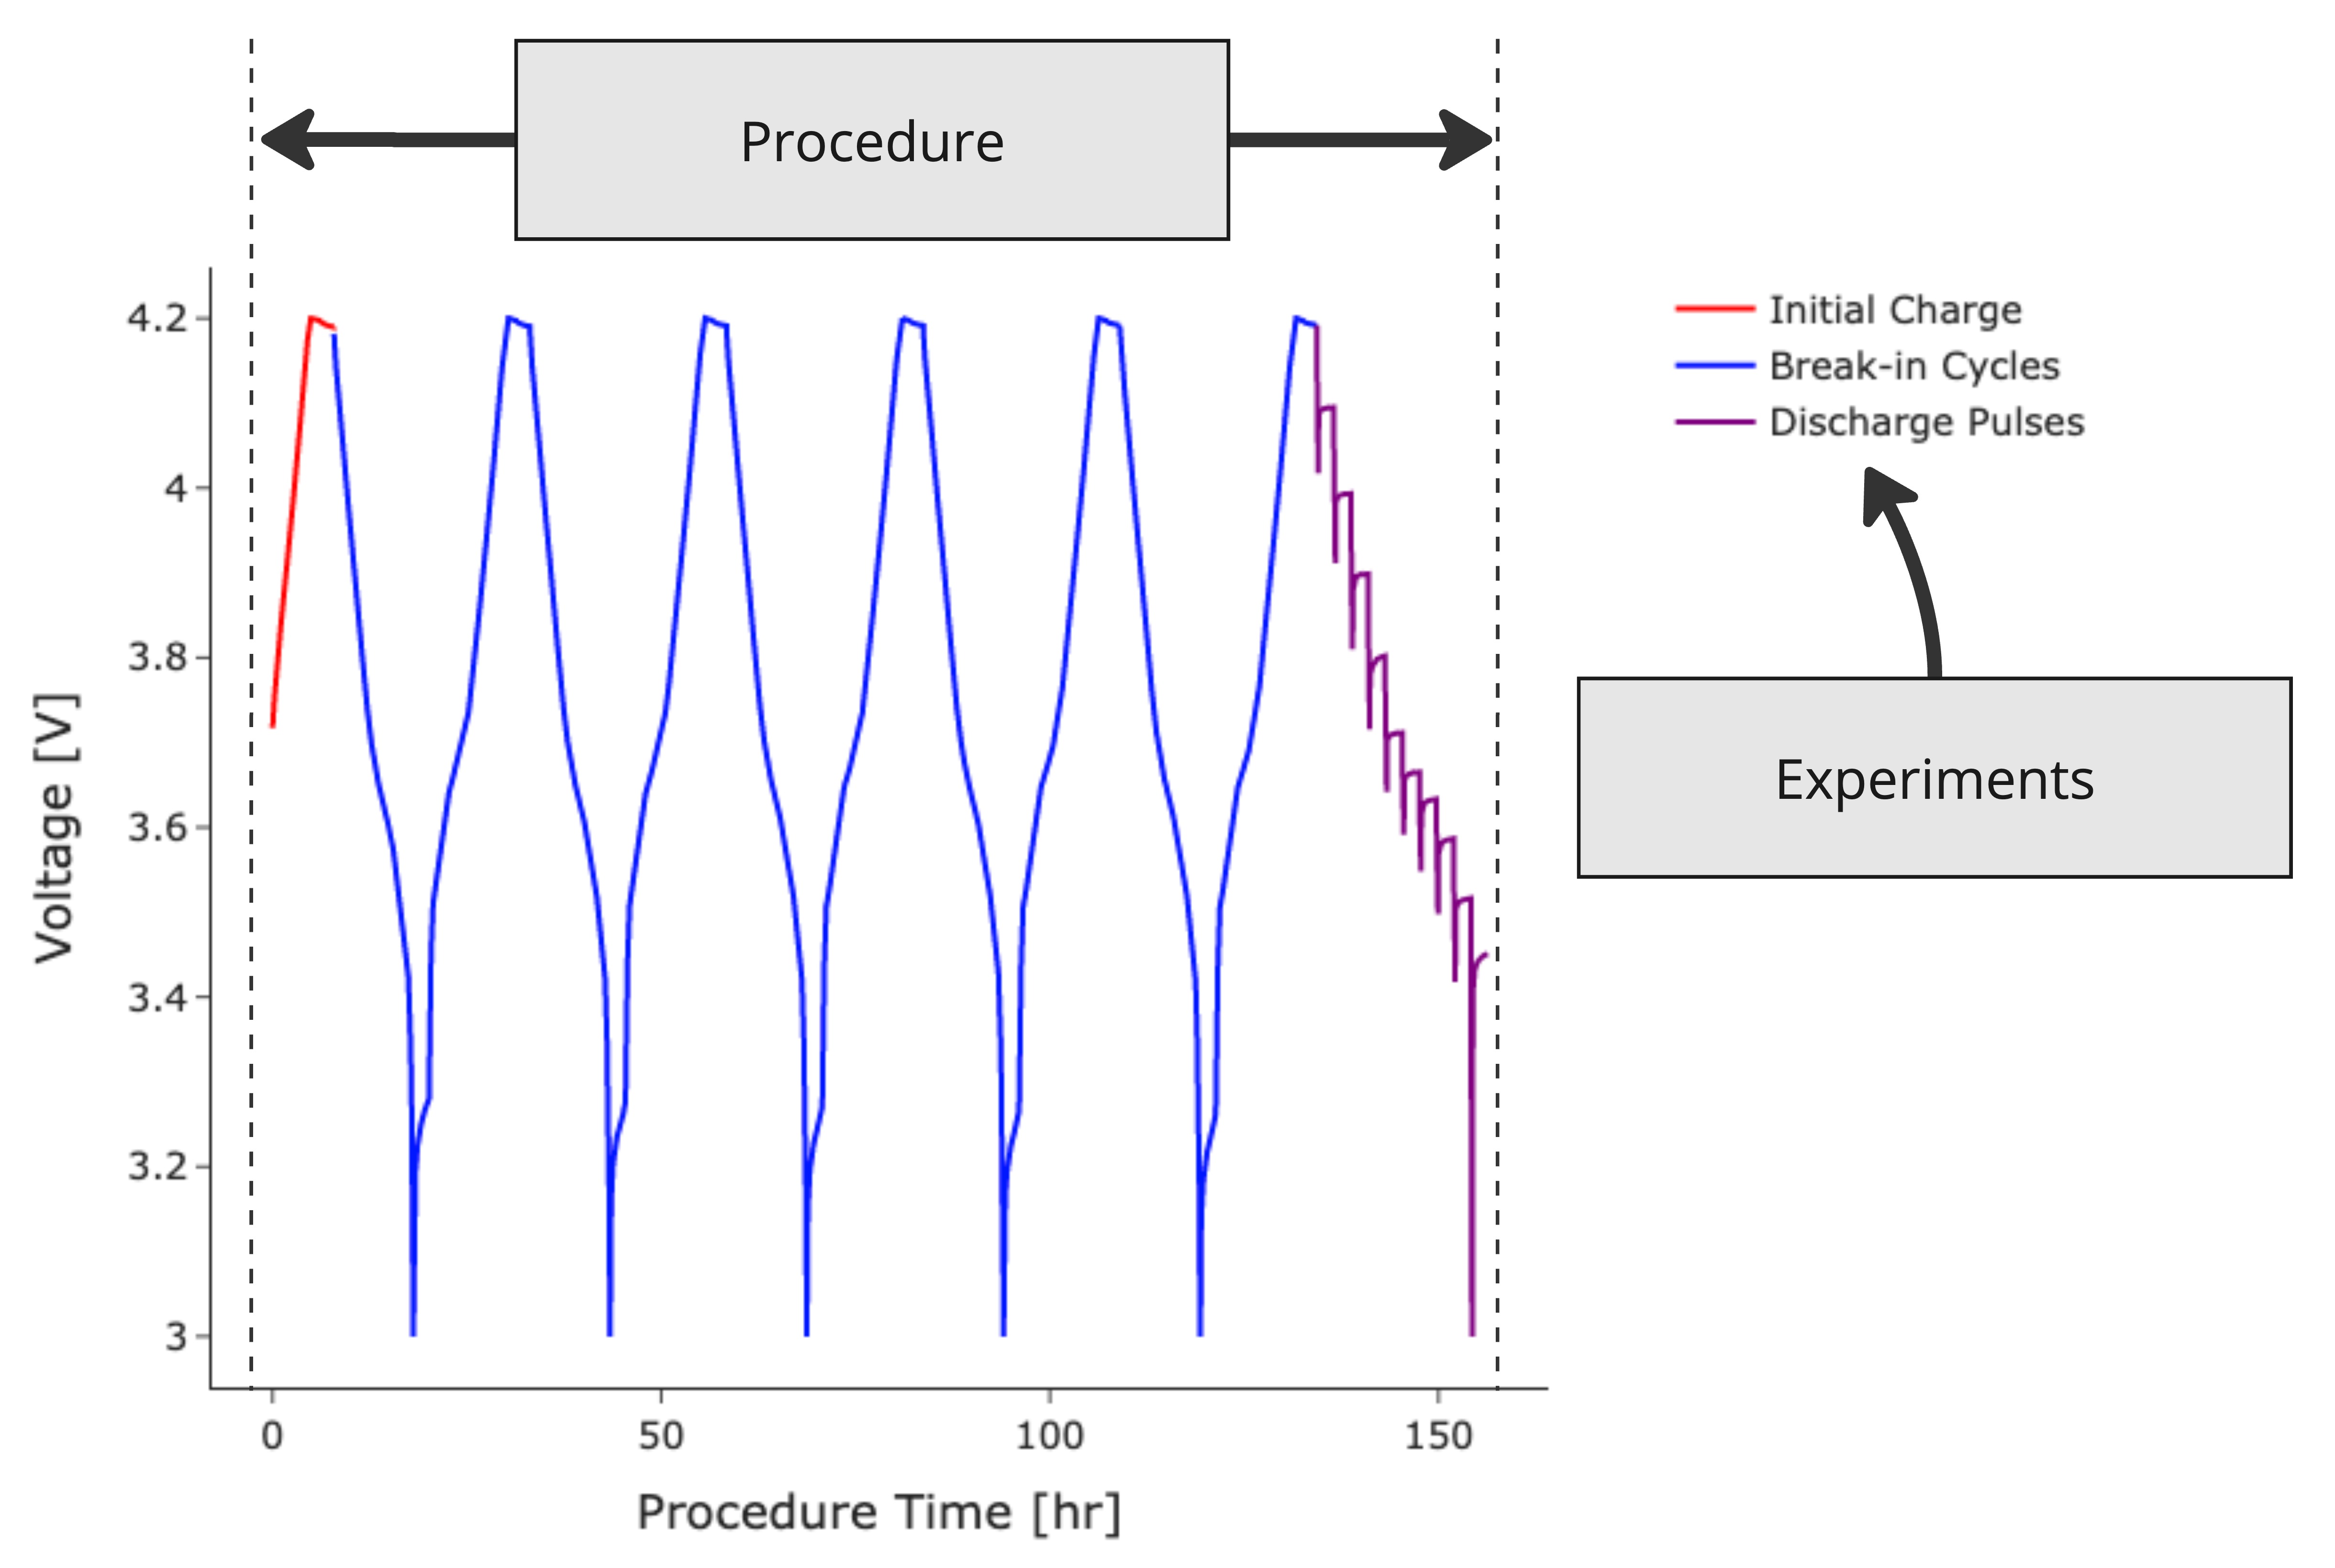 Procedure
Initial Charge
Break-in Cycles
Discharge Pulses
Experiments
Voltage [V]
4.2
4
3.8
3.6
3.4
3.2
3
0
50
100
150
Procedure Time [hr]